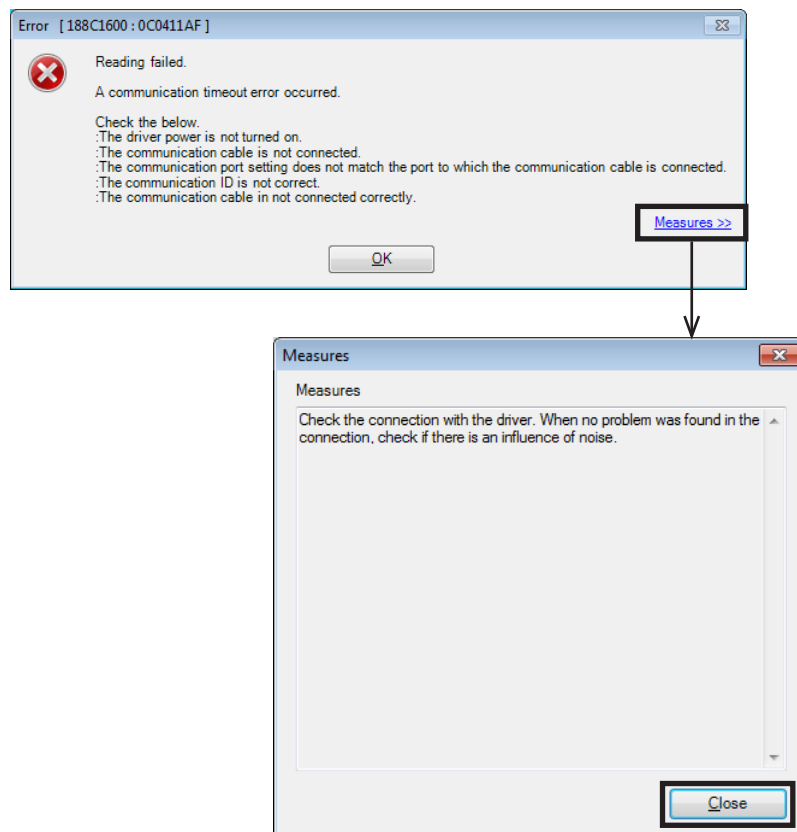 Error [ 188C1600 : 0C0411AF ]
Reading failed.
A communication timeout error occurred.
Check the below.
:The driver power is not turned on.
:The communication cable is not connected.
:The communication port setting does not match the port to which the communication cable is connected.
:The communication ID is not correct.
:The communication cable in not connected correctly.
Measures >>
OK
Measures
Measures
Check the connection with the driver. When no problem was found in the
connection, check if there is an influence of noise.
Close